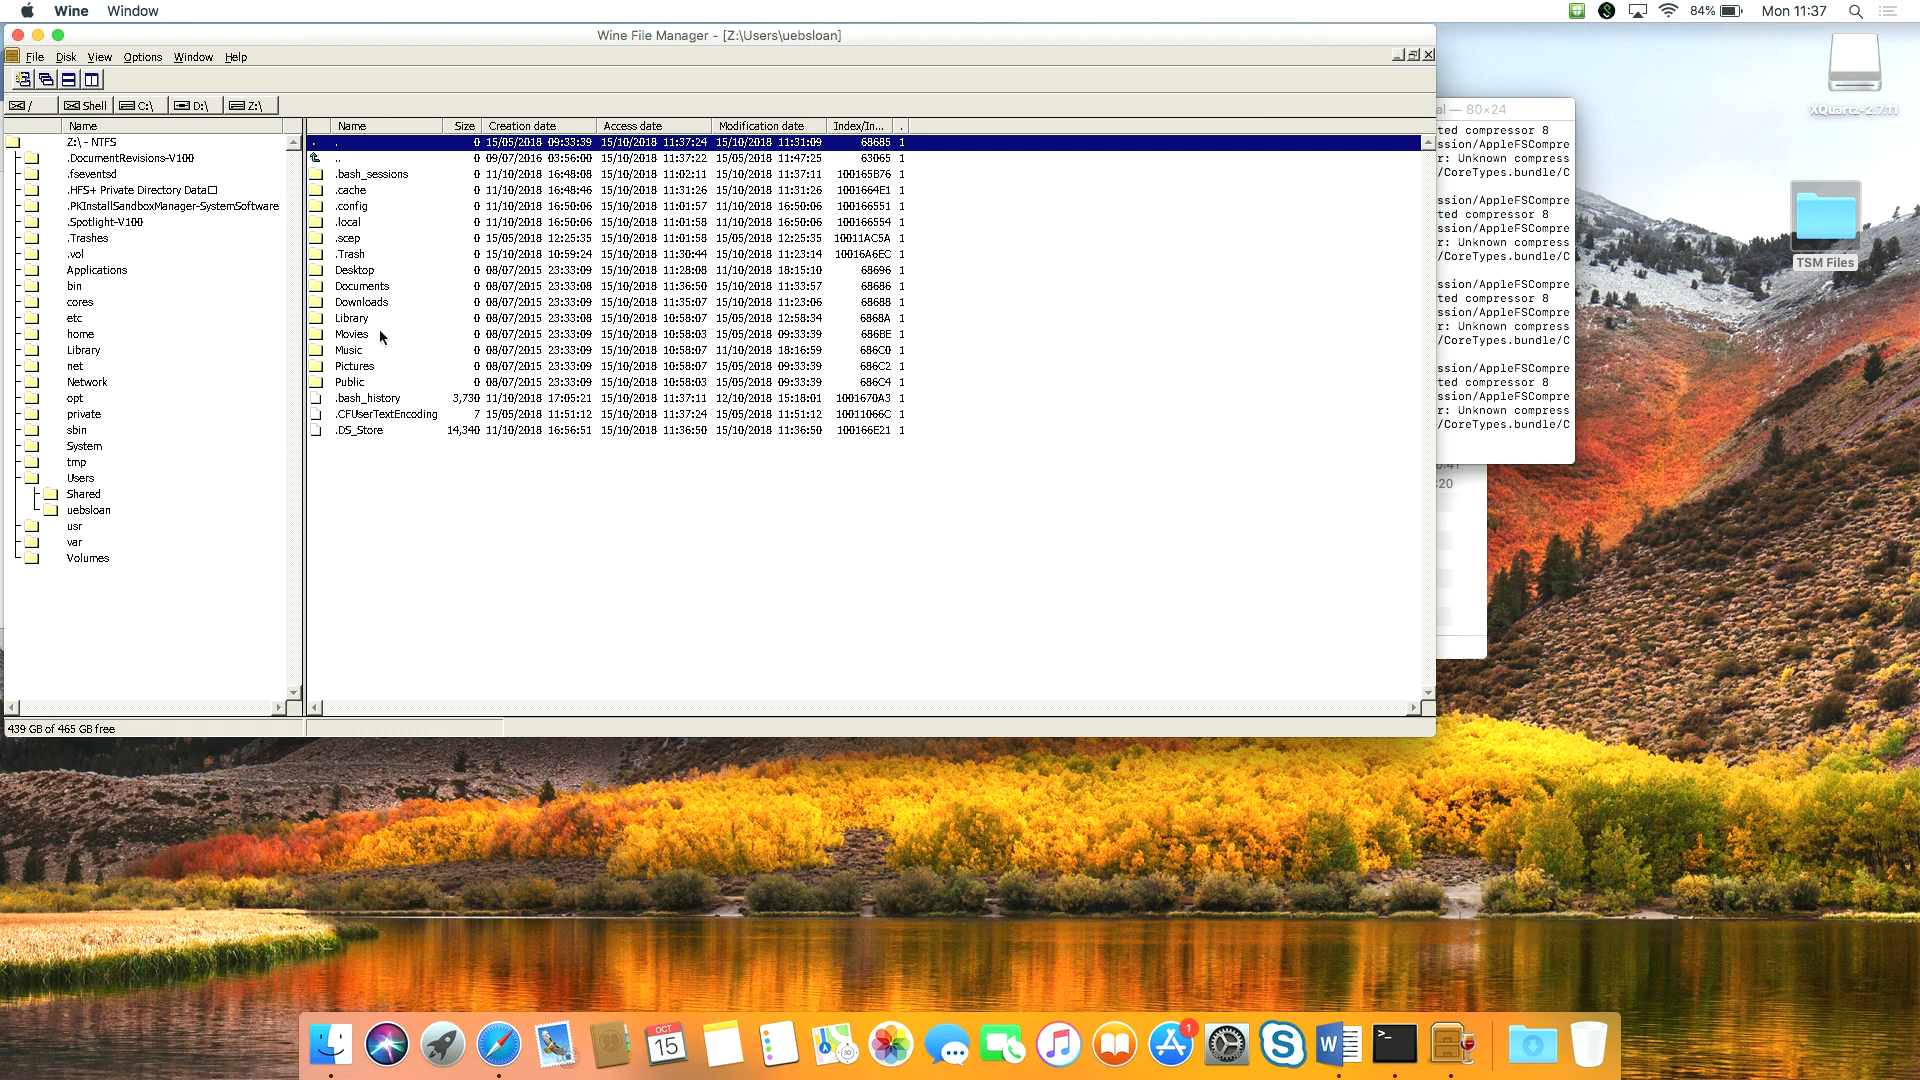 Wine Window 84% Mon 11:37
Wine File Manager - [Z:\Users\uebsloan]
File Disk View Options Window Help
/ Shell C:\ D:\ Z:\
Name
Z:\ - NTFS
.DocumentRevisions-V100
.fseventsd
.HFS+ Private Directory Data
.PKInstallSandboxManager-SystemSoftware
.Spotlight-V100
.Trashes
.vol
Applications
bin
cores
etc
home
Library
net
Network
opt
private
sbin
System
tmp
Users
Shared
uebsloan
usr
var
Volumes
439 GB of 465 GB free
Name Size Creation date Access date Modification date Index/In... .
. 0 15/05/2018 09:33:39 15/10/2018 11:37:24 15/10/2018 11:31:09 68685 1
.. 0 09/07/2016 03:56:00 15/10/2018 11:37:22 15/05/2018 11:47:25 63065 1
.bash_sessions 0 11/10/2018 16:48:08 15/10/2018 11:02:11 15/10/2018 11:37:11 100165B76 1
.cache 0 11/10/2018 16:48:46 15/10/2018 11:31:26 15/10/2018 11:31:26 1001664E1 1
.config 0 11/10/2018 16:50:06 15/10/2018 11:01:57 11/10/2018 16:50:06 100166551 1
.local 0 11/10/2018 16:50:06 15/10/2018 11:01:58 11/10/2018 16:50:06 100166554 1
.scep 0 15/05/2018 12:25:35 15/10/2018 11:01:58 15/05/2018 12:25:35 10011AC5A 1
.Trash 0 15/10/2018 10:59:24 15/10/2018 11:30:44 15/10/2018 11:23:14 10016A6EC 1
Desktop 0 08/07/2015 23:33:09 15/10/2018 11:28:08 11/10/2018 18:15:10 68696 1
Documents 0 08/07/2015 23:33:08 15/10/2018 11:36:50 15/10/2018 11:33:57 68686 1
Downloads 0 08/07/2015 23:33:09 15/10/2018 11:35:07 15/10/2018 11:23:06 68688 1
Library 0 08/07/2015 23:33:08 15/10/2018 10:58:07 15/05/2018 12:58:34 6868A 1
Movies 0 08/07/2015 23:33:09 15/10/2018 10:58:03 15/05/2018 09:33:39 686BE 1
Music 0 08/07/2015 23:33:09 15/10/2018 10:58:07 11/10/2018 18:16:59 686C0 1
Pictures 0 08/07/2015 23:33:09 15/10/2018 10:58:07 15/05/2018 09:33:39 686C2 1
Public 0 08/07/2015 23:33:09 15/10/2018 10:58:03 15/05/2018 09:33:39 686C4 1
.bash_history 3,730 11/10/2018 17:05:21 15/10/2018 11:37:11 12/10/2018 15:18:01 1001670A3 1
.CFUserTextEncoding 7 15/05/2018 11:51:12 15/10/2018 11:37:24 15/05/2018 11:51:12 10011066C 1
.DS_Store 14,340 11/10/2018 16:56:51 15/10/2018 11:36:50 15/10/2018 11:36:50 100166E21 1
al — 80×24
ted compressor 8
ssion/AppleFSCompre
r: Unknown compress
/CoreTypes.bundle/C
ssion/AppleFSCompre
ted compressor 8
ssion/AppleFSCompre
r: Unknown compress
/CoreTypes.bundle/C
ssion/AppleFSCompre
ted compressor 8
ssion/AppleFSCompre
r: Unknown compress
/CoreTypes.bundle/C
ssion/AppleFSCompre
ted compressor 8
ssion/AppleFSCompre
r: Unknown compress
/CoreTypes.bundle/C
:20
XQuartz-2.7.11
TSM Files
OCT
15
1
W